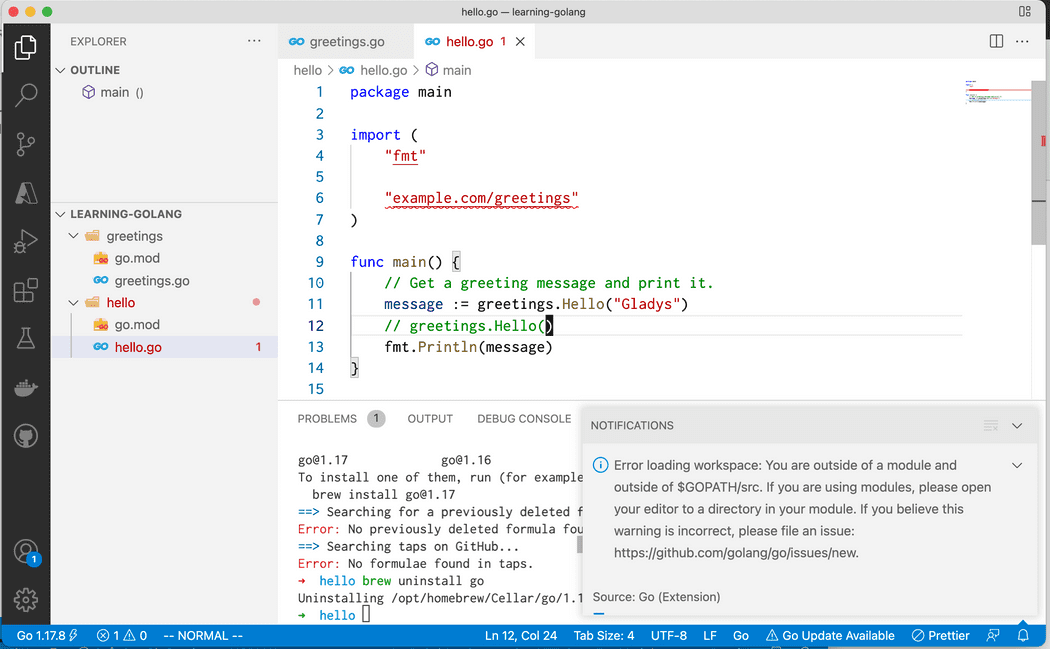 hello.go — learning-golang
EXPLORER
OUTLINE
main ()
LEARNING-GOLANG
greetings
go.mod
greetings.go
hello
go.mod
hello.go 1
greetings.go
hello.go 1
hello > hello.go > main
1 package main
2
3 import (
4 "fmt"
5
6 "example.com/greetings"
7 )
8
9 func main() {
10 // Get a greeting message and print it.
11 message := greetings.Hello("Gladys")
12 // greetings.Hello()
13 fmt.Println(message)
14 }
15
PROBLEMS 1 OUTPUT DEBUG CONSOLE
go@1.17 go@1.16
To install one of them, run (for example
brew install go@1.17
==> Searching for a previously deleted f
Error: No previously deleted formula fou
==> Searching taps on GitHub...
Error: No formulae found in taps.
→ hello brew uninstall go
Uninstalling /opt/homebrew/Cellar/go/1.1
→ hello
NOTIFICATIONS
Error loading workspace: You are outside of a module and
outside of $GOPATH/src. If you are using modules, please open
your editor to a directory in your module. If you believe this
warning is incorrect, please file an issue:
https://github.com/golang/go/issues/new.
Source: Go (Extension)
1
Go 1.17.8 1 0 -- NORMAL -- Ln 12, Col 24 Tab Size: 4 UTF-8 LF Go Go Update Available Prettier